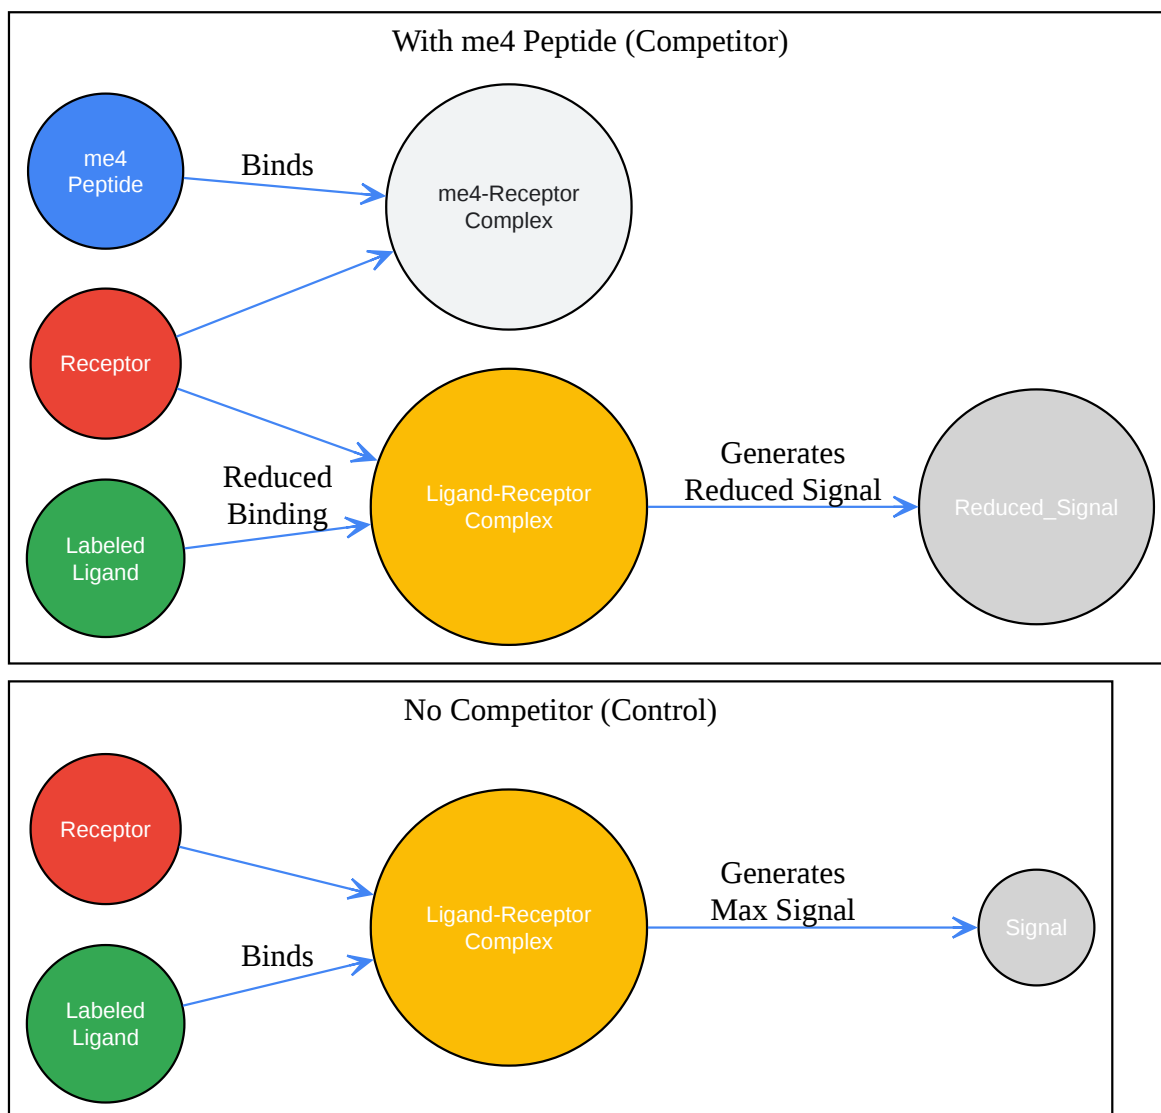 With me4 Peptide (Competitor)
me4
Peptide
Binds
me4-Receptor
Complex
Receptor
Reduced
Binding
Labeled
Ligand
Ligand-Receptor
Complex
Generates
Reduced Signal
Reduced_Signal
No Competitor (Control)
Receptor
Labeled
Ligand
Binds
Ligand-Receptor
Complex
Generates
Max Signal
Signal